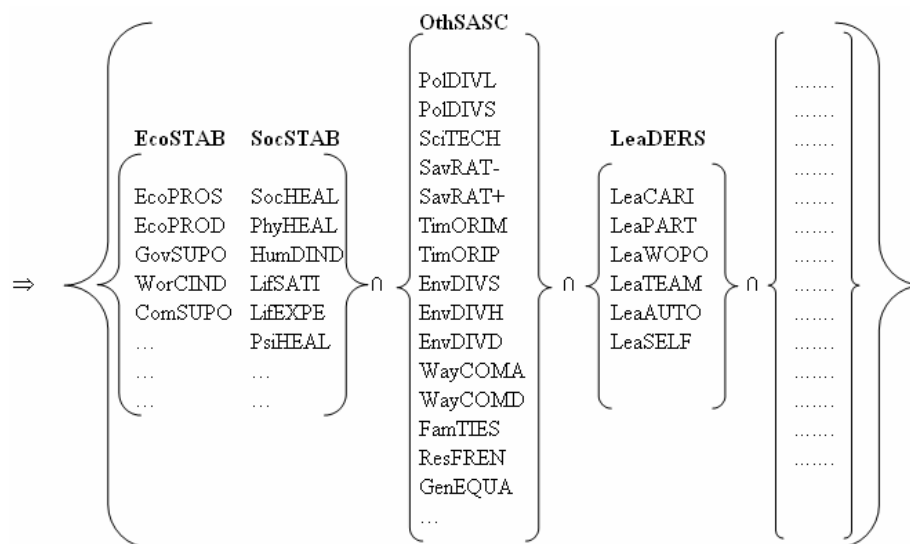 OthSASC
PolDIVL …….
PolDIVS …….
EcoSTAB SocSTAB SciTECH LeaDERS …….
SavRAT- …….
EcoPROS SocHEAL SavRAT+ LeaCARI …….
EcoPROD PhyHEAL TimORIM LeaPART …….
GovSUPO HumDIND TimORIP LeaWOPO …….
⇒ WorCIND LifSATI ∩ EnvDIVS ∩ LeaTEAM ∩ …….
ComSUPO LifEXPE EnvDIVH LeaAUTO …….
… PsiHEAL EnvDIVD LeaSELF …….
… … WayCOMA …….
… … WayCOMD …….
FamTIES …….
ResFREN …….
GenEQUA
…